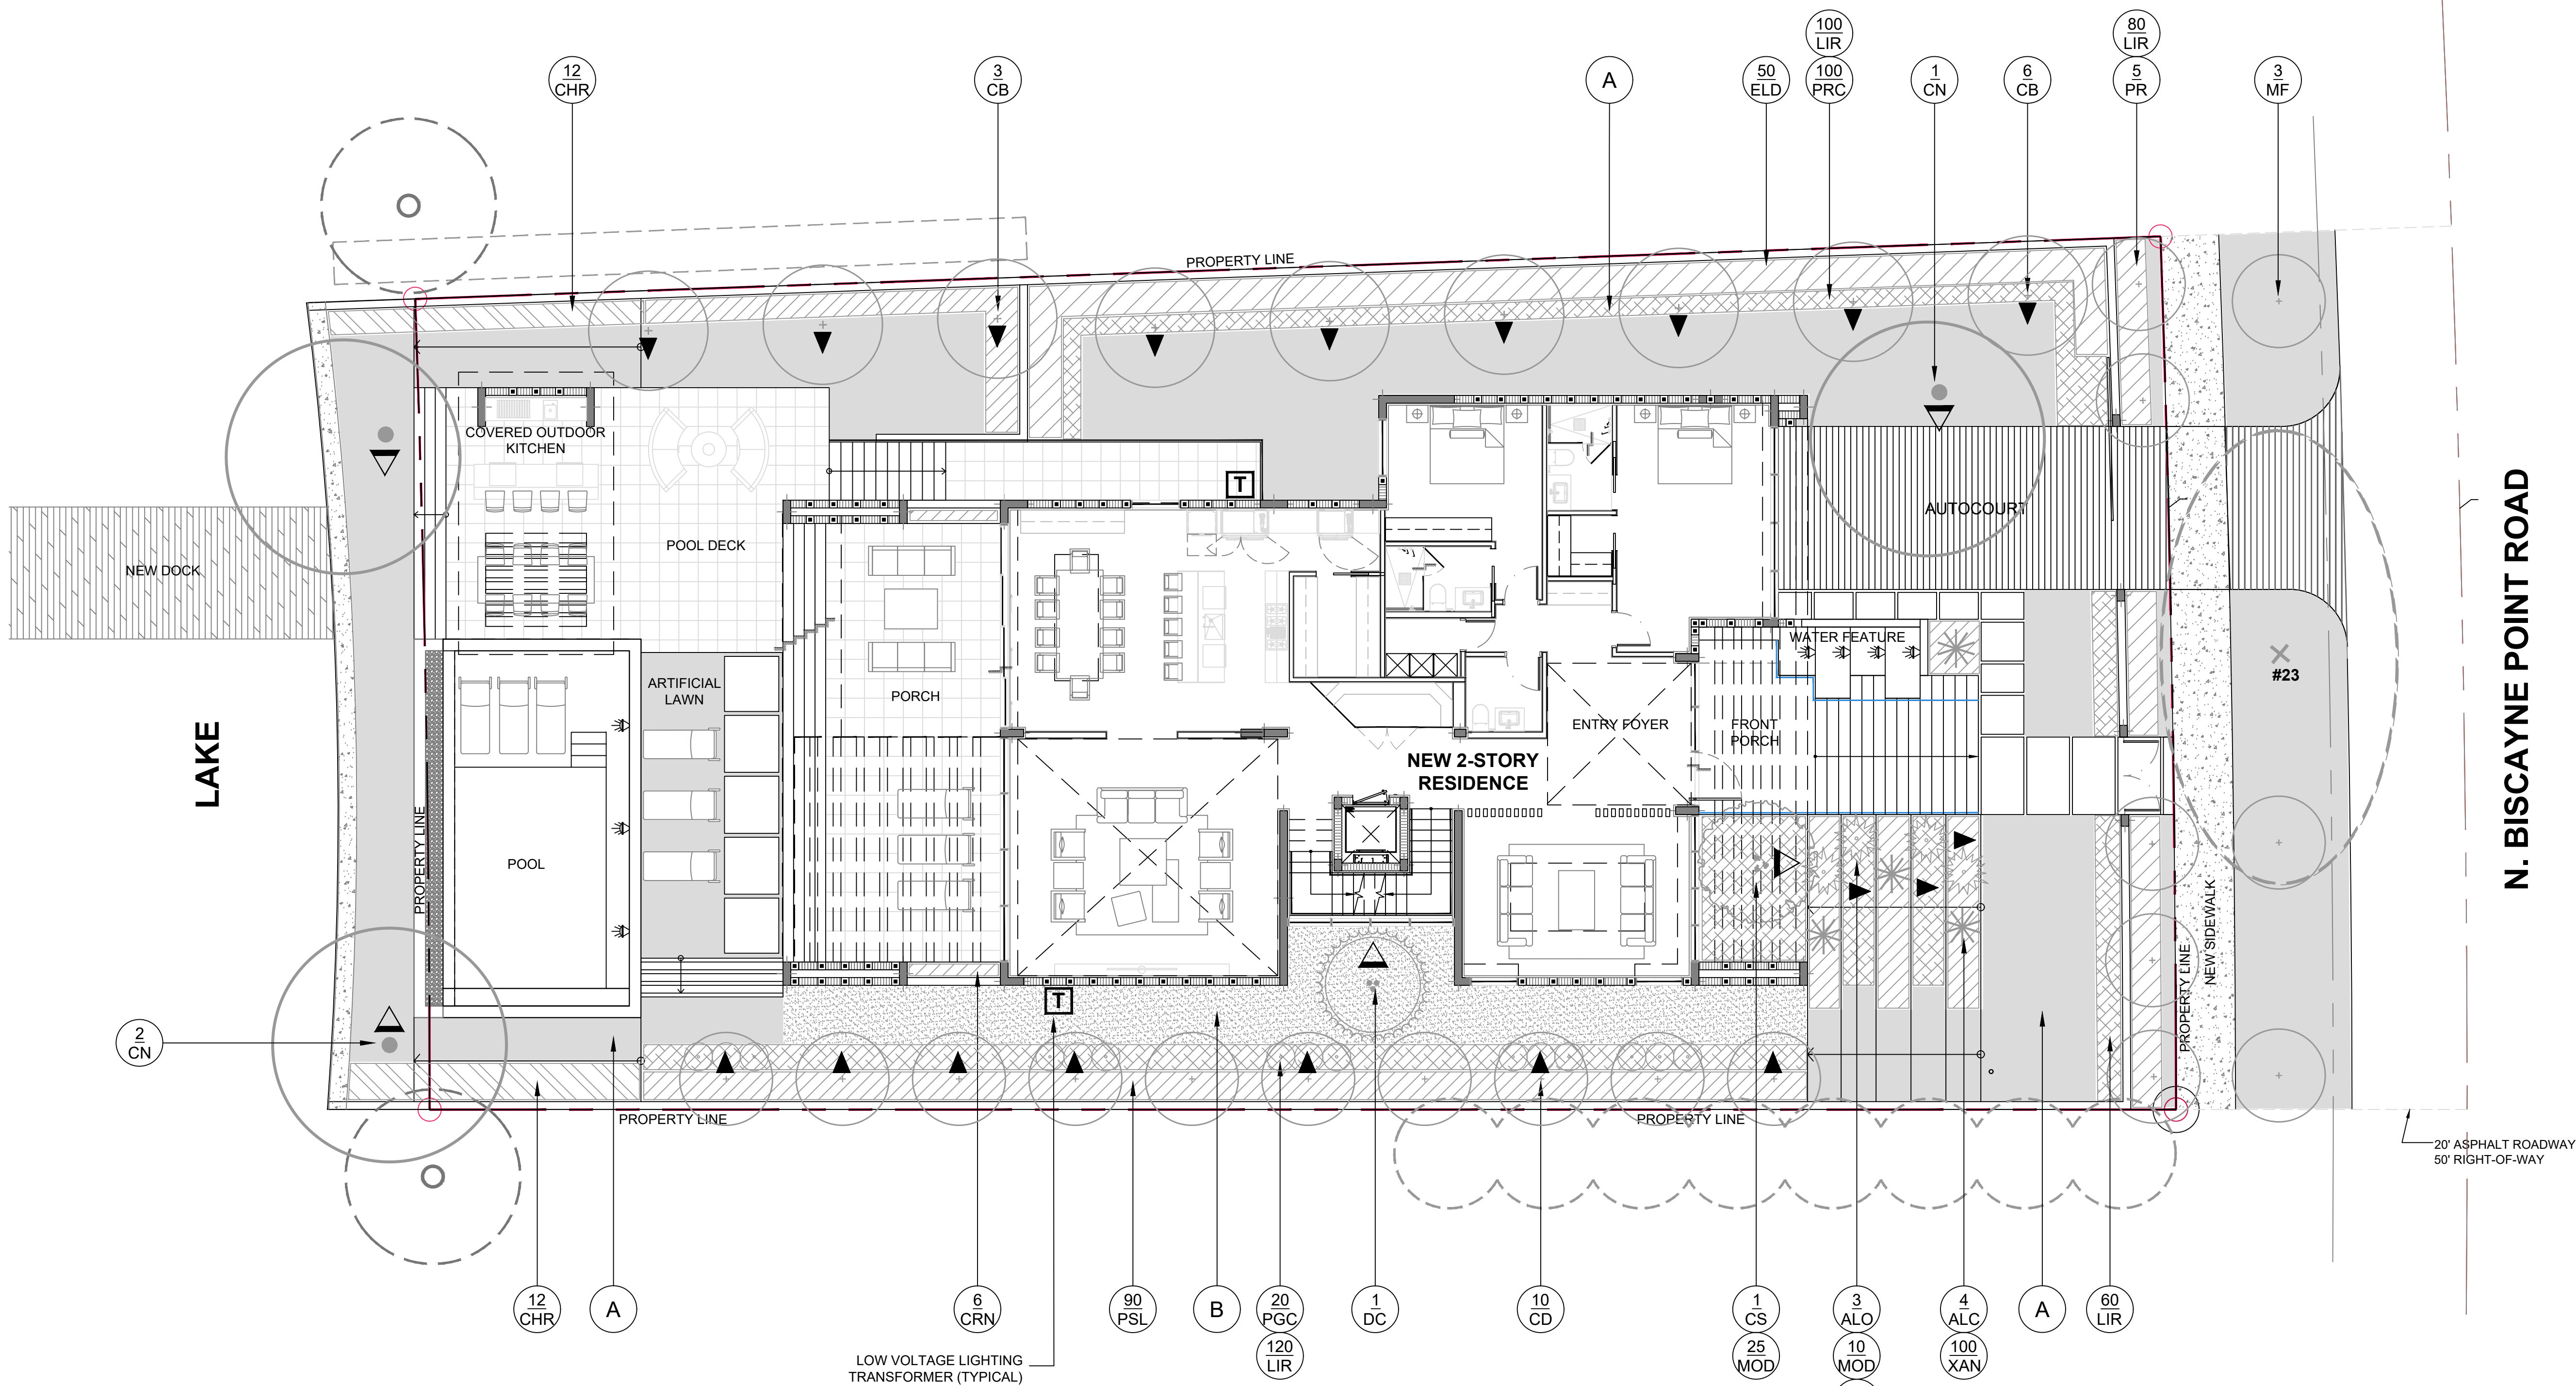 100
LIR
80
LIR
12
CHR
3
CB
A
50
ELD
100
PRC
1
CN
6
CB
5
PR
3
MF
PROPERTY LINE
COVERED OUTDOOR
KITCHEN
T
AUTOCOURT
POOL DECK
NEW DOCK
WATER FEATURE
#23
ARTIFICIAL
LAWN
PORCH
ENTRY FOYER
FRONT
PORCH
NEW 2-STORY
RESIDENCE
LAKE
N. BISCAYNE POINT ROAD
POOL
PROPERTY LINE
NEW SIDEWALK
PROPERTY LINE
T
2
CN
PROPERTY LINE
PROPERTY LINE
20' ASPHALT ROADWAY
50' RIGHT-OF-WAY
12
CHR
A
6
CRN
90
PSL
B
20
PGC
1
DC
10
CD
1
CS
3
ALO
4
ALC
A
60
LIR
120
LIR
25
MOD
10
MOD
100
XAN
LOW VOLTAGE LIGHTING
TRANSFORMER (TYPICAL)